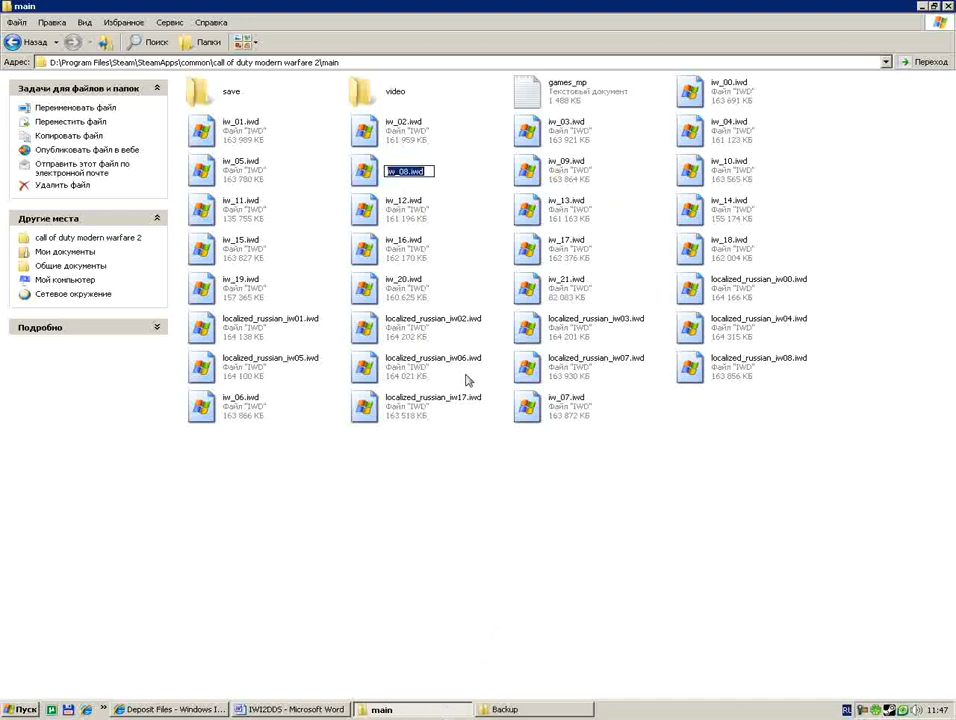 main
Файл Правка Вид Избранное Сервис Справка
Назад Поиск Папки
Адрес: D:\Program Files\Steam\SteamApps\common\call of duty modern warfare 2\main Переход
Задачи для файлов и папок
Переименовать файл
Переместить файл
Копировать файл
Опубликовать файл в вебе
Отправить этот файл по
электронной почте
Удалить файл
Другие места
call of duty modern warfare 2
Мои документы
Общие документы
Мой компьютер
Сетевое окружение
Подробно
save
video
games_mp
Текстовый документ
1 488 КБ
iw_00.iwd
Файл "IWD"
163 691 КБ
iw_01.iwd
Файл "IWD"
163 989 КБ
iw_02.iwd
Файл "IWD"
161 959 КБ
iw_03.iwd
Файл "IWD"
162 921 КБ
iw_04.iwd
Файл "IWD"
161 123 КБ
iw_05.iwd
Файл "IWD"
163 780 КБ
iw_08.iwd
iw_09.iwd
Файл "IWD"
163 864 КБ
iw_10.iwd
Файл "IWD"
163 565 КБ
iw_11.iwd
Файл "IWD"
135 755 КБ
iw_12.iwd
Файл "IWD"
161 196 КБ
iw_13.iwd
Файл "IWD"
161 163 КБ
iw_14.iwd
Файл "IWD"
155 174 КБ
iw_15.iwd
Файл "IWD"
163 827 КБ
iw_16.iwd
Файл "IWD"
162 170 КБ
iw_17.iwd
Файл "IWD"
162 376 КБ
iw_18.iwd
Файл "IWD"
162 004 КБ
iw_19.iwd
Файл "IWD"
157 365 КБ
iw_20.iwd
Файл "IWD"
160 625 КБ
iw_21.iwd
Файл "IWD"
82 083 КБ
localized_russian_iw00.iwd
Файл "IWD"
164 166 КБ
localized_russian_iw01.iwd
Файл "IWD"
164 138 КБ
localized_russian_iw02.iwd
Файл "IWD"
164 202 КБ
localized_russian_iw03.iwd
Файл "IWD"
164 201 КБ
localized_russian_iw04.iwd
Файл "IWD"
164 315 КБ
localized_russian_iw05.iwd
Файл "IWD"
164 100 КБ
localized_russian_iw06.iwd
Файл "IWD"
164 021 КБ
localized_russian_iw07.iwd
Файл "IWD"
163 930 КБ
localized_russian_iw08.iwd
Файл "IWD"
163 856 КБ
iw_06.iwd
Файл "IWD"
163 866 КБ
localized_russian_iw17.iwd
Файл "IWD"
163 518 КБ
iw_07.iwd
Файл "IWD"
163 872 КБ
Пуск Deposit Files - Windows I... IWI2DDS - Microsoft Word main Backup RU 11:47